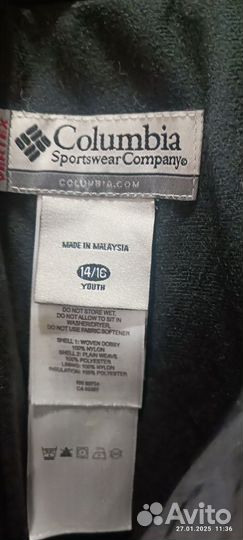 VERTEX
Columbia
Sportswear Company®
COLUMBIA.COM
MADE IN MALAYSIA
14/16
YOUTH
DO NOT STORE WET,
DO NOT ALLOW TO SIT IN
WASHER/DRYER,
DO NOT USE FABRIC SOFTENER
SHELL 1: WOVEN DOBBY
100% NYLON
SHELL 2: PLAIN WEAVE
100% POLYESTER
LINING: 100% NYLON
INSULATION: 100% POLYESTER
27.01.2025 11:36
Avito